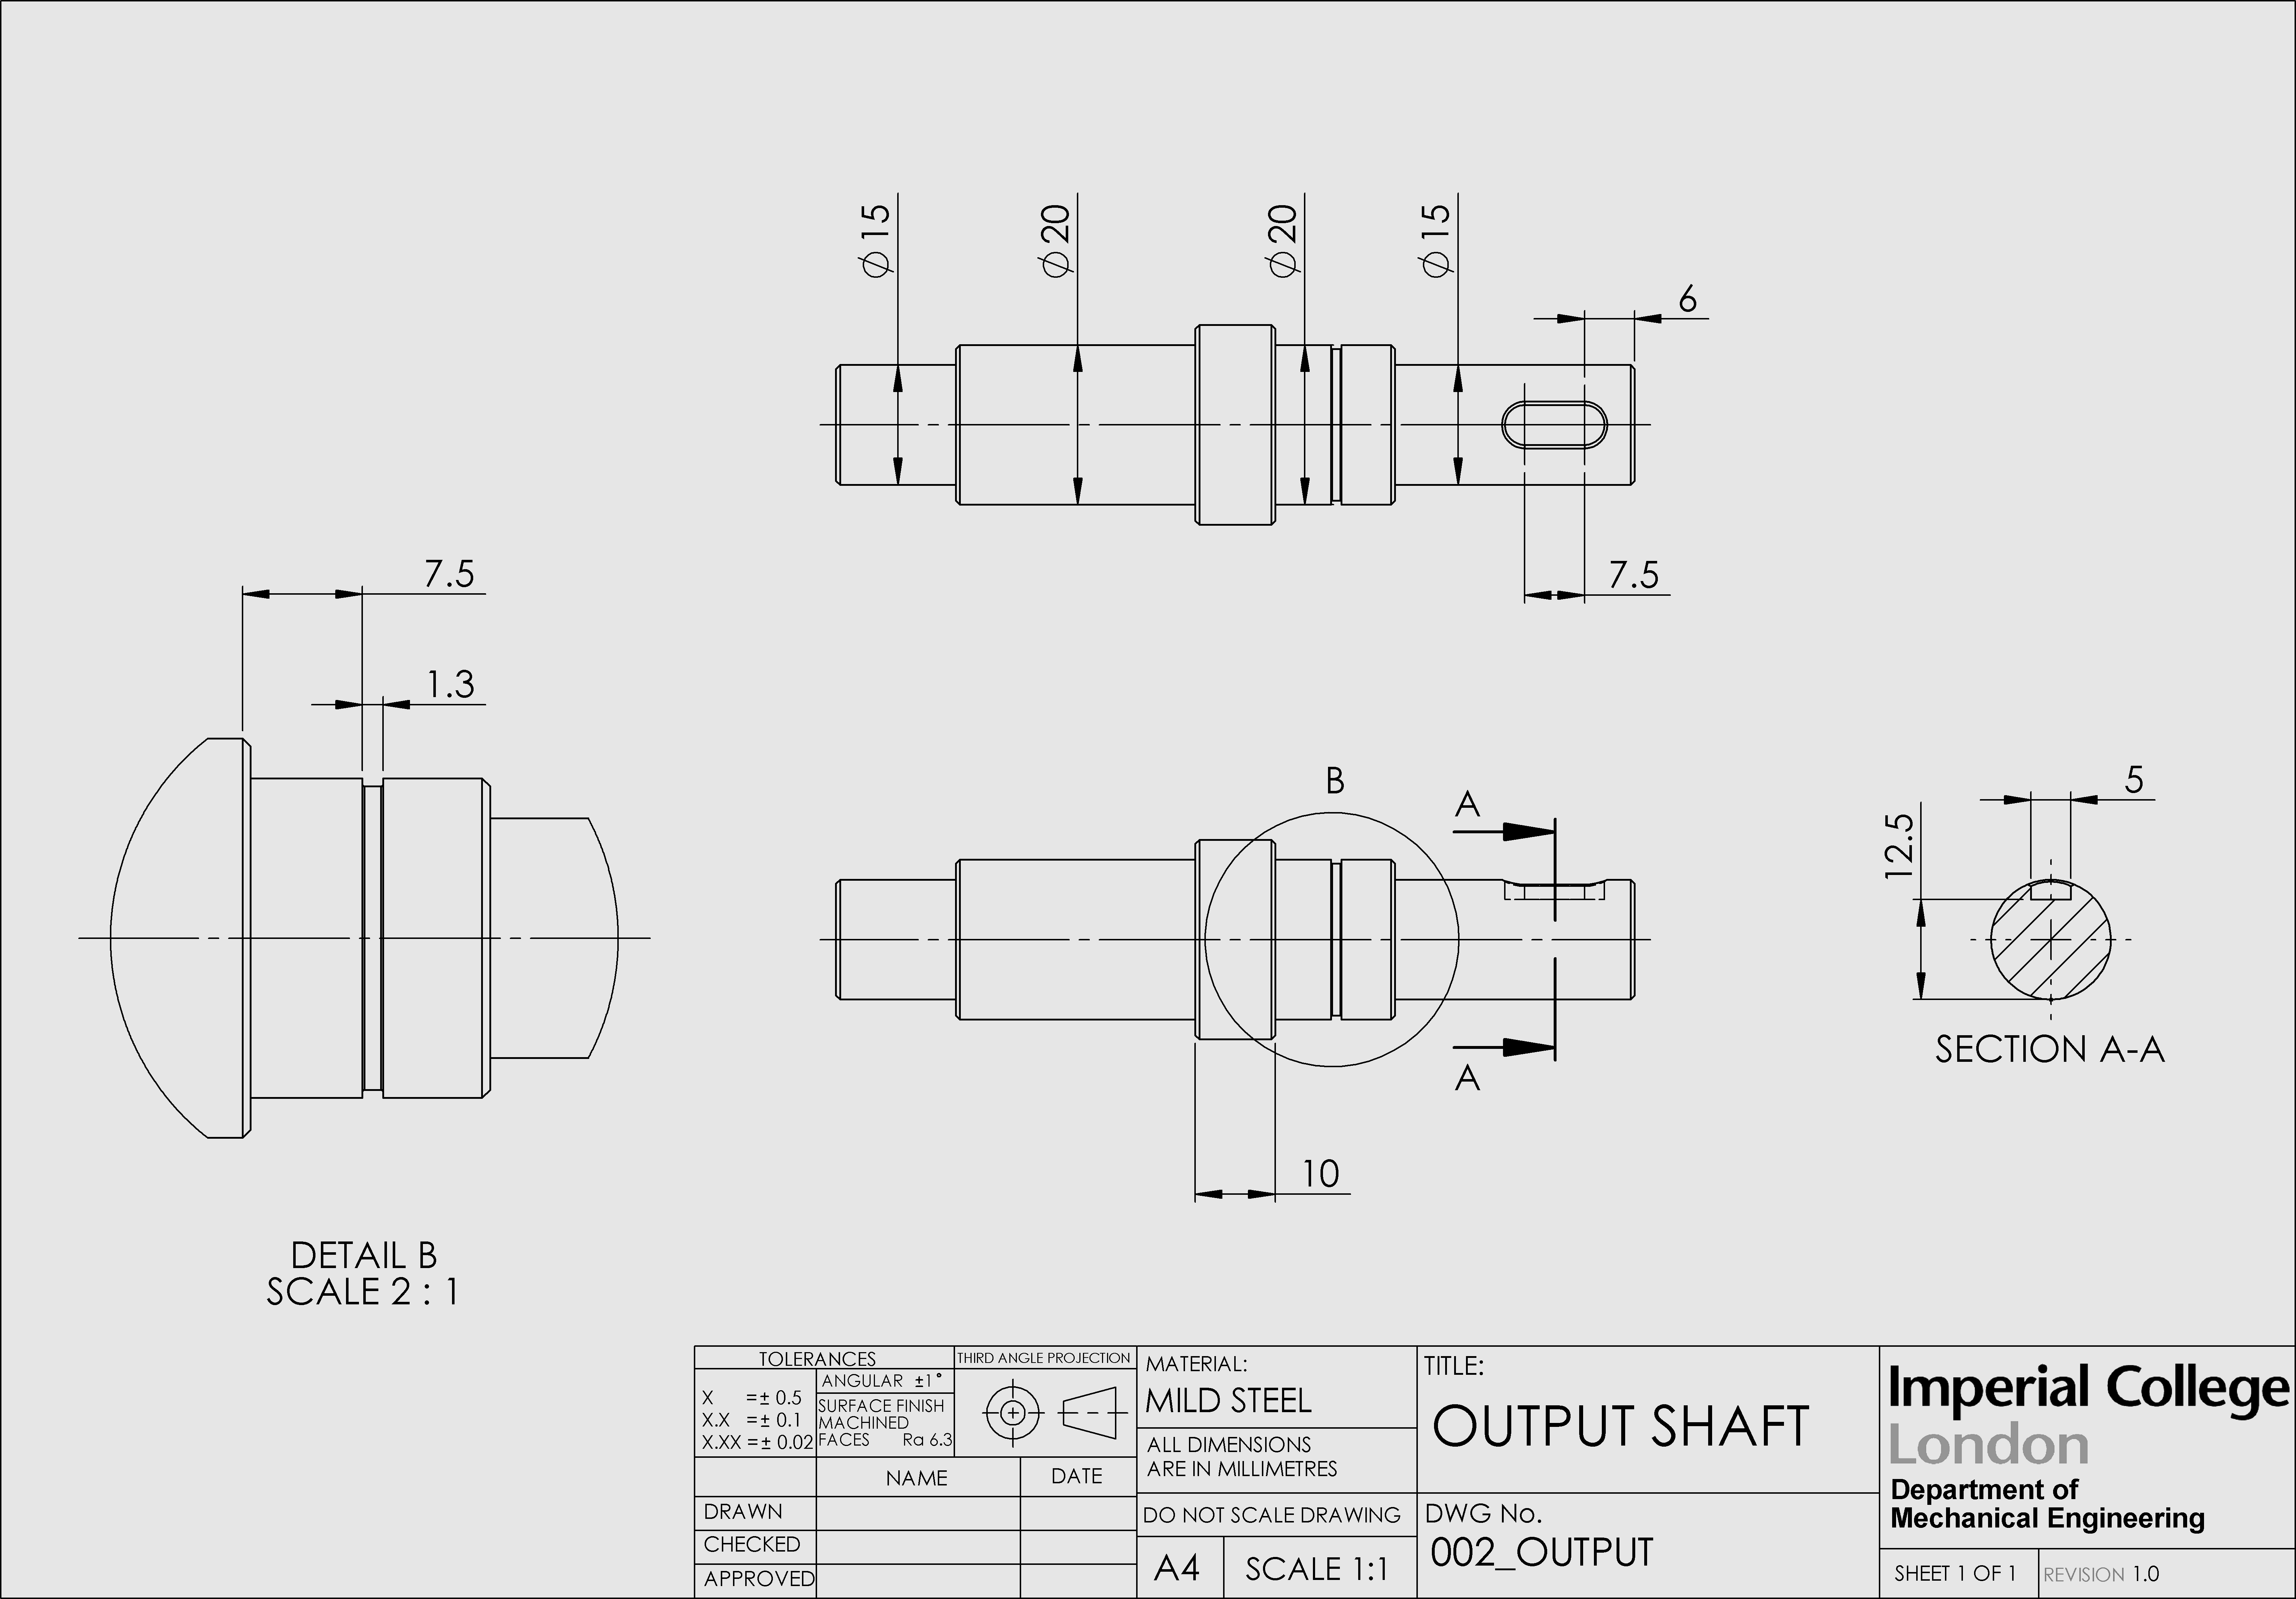 ⌀15
⌀20
⌀20
⌀15
6
7.5
7.5
1.3
B
A
A
10
5
12.5
SECTION A-A
DETAIL B
SCALE 2 : 1
TOLERANCES
X =± 0.5
X.X =± 0.1
X.XX =± 0.02
ANGULAR ±1°
SURFACE FINISH
MACHINED
FACES Ra 6.3
THIRD ANGLE PROJECTION
NAME DATE
DRAWN
CHECKED
APPROVED
MATERIAL:
MILD STEEL
ALL DIMENSIONS
ARE IN MILLIMETRES
DO NOT SCALE DRAWING
A4 SCALE 1:1
TITLE:
OUTPUT SHAFT
DWG No.
002_OUTPUT
Imperial College
London
Department of
Mechanical Engineering
SHEET 1 OF 1 REVISION 1.0